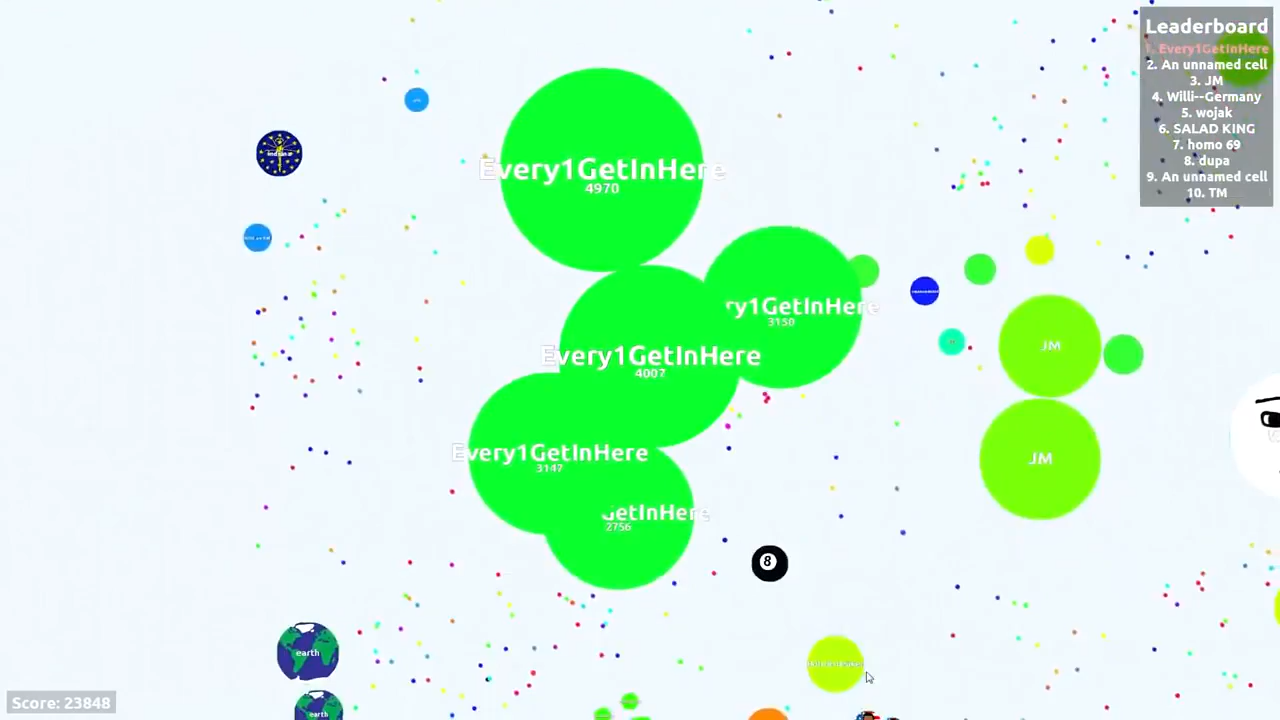 Leaderboard
1. Every1GetInHere
2. An unnamed cell
3. JM
4. Willi--Germany
5. wojak
6. SALAD KING
7. homo 69
8. dupa
9. An unnamed cell
10. TM
Every1GetInHere
4970
ry1GetInHere
3150
Every1GetInHere
4007
JM
Every1GetInHere
3147
JM
GetInHere
2756
8
earth
earth
Score: 23848